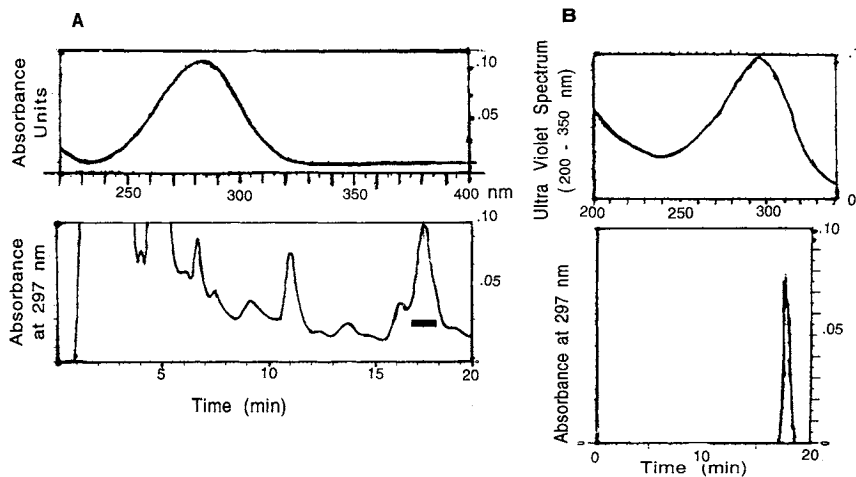 A
Absorbance
Units
.10
.05
250
300
350
400
nm
Absorbance
at 297 nm
.10
.05
5
10
15
20
Time (min)
B
Ultra Violet Spectrum
(200 - 350 nm)
200
250
300
0
Absorbance at 297 nm
.10
.05
0
0
0
10
20
Time (min)